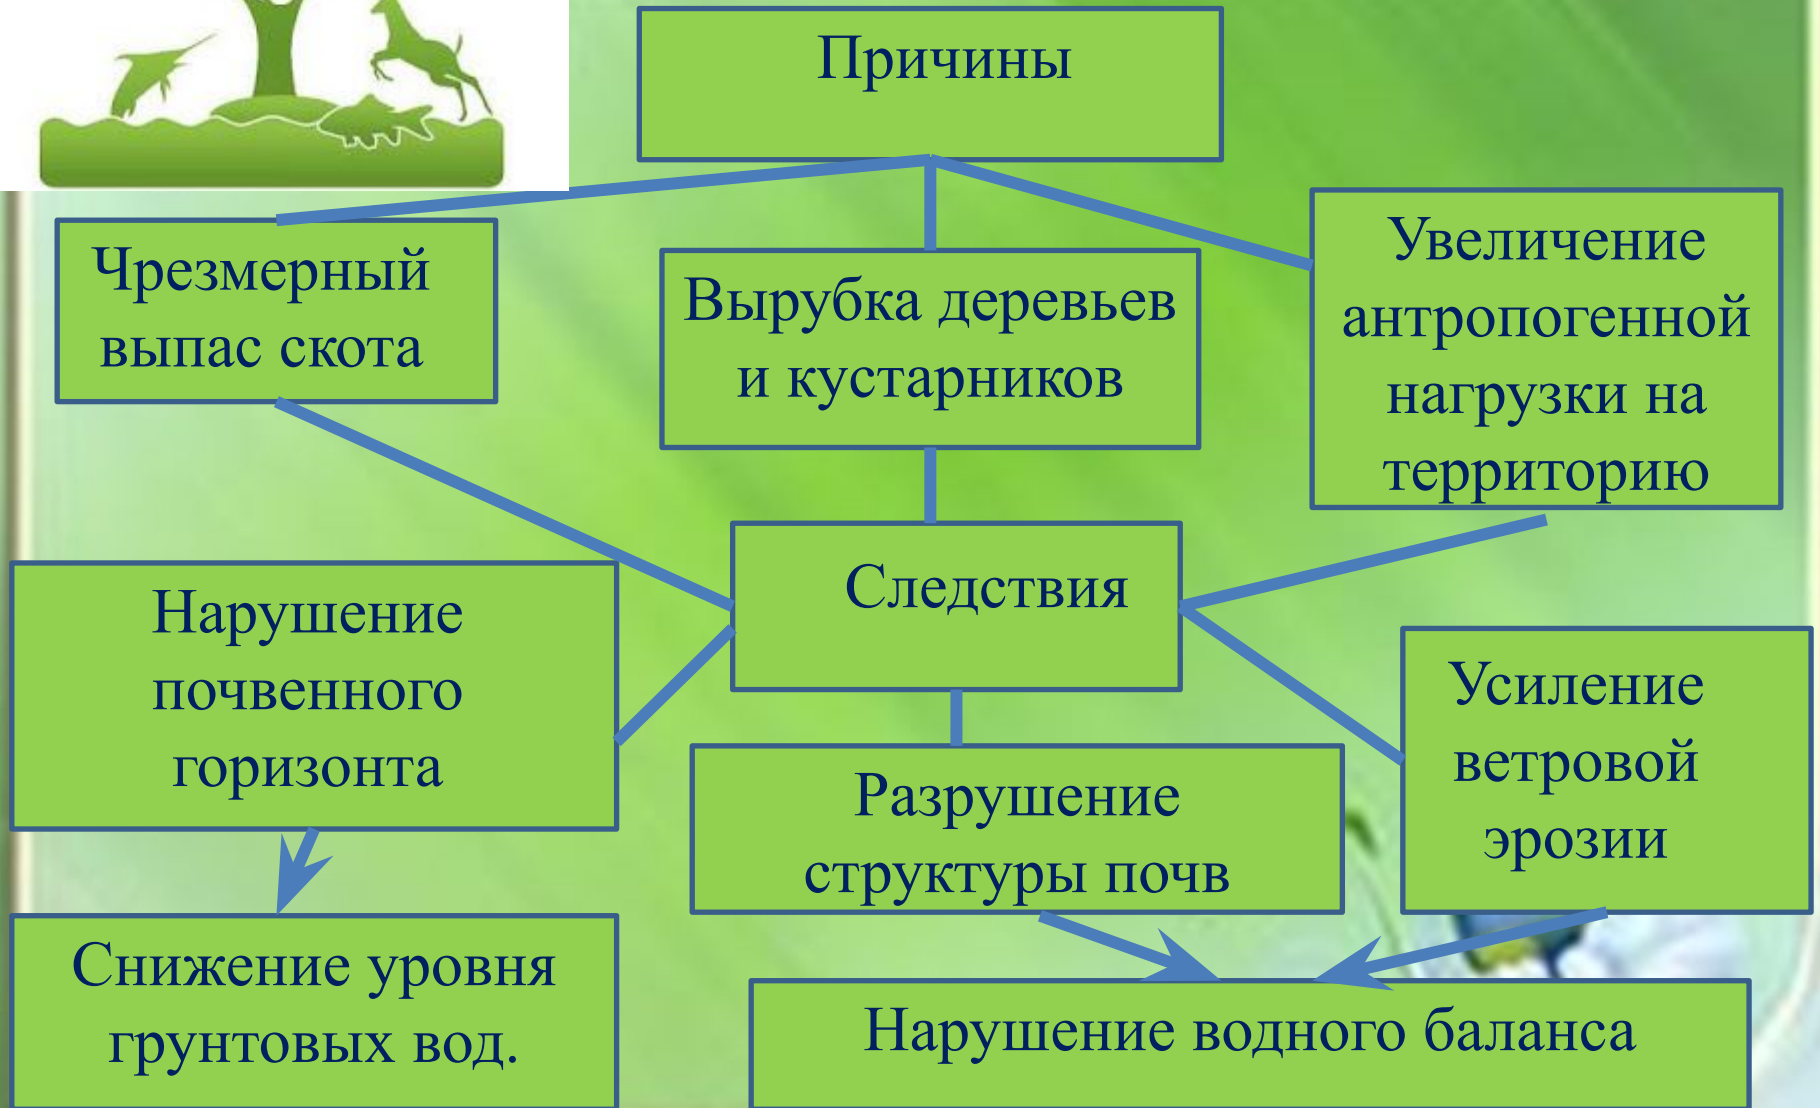 Причины
Чрезмерный
выпас скота
Вырубка деревьев
и кустарников
Увеличение
антропогенной
нагрузки на
территорию
Следствия
Нарушение
почвенного
горизонта
Разрушение
структуры почв
Усиление
ветровой
эрозии
Снижение уровня
грунтовых вод.
Нарушение водного баланса